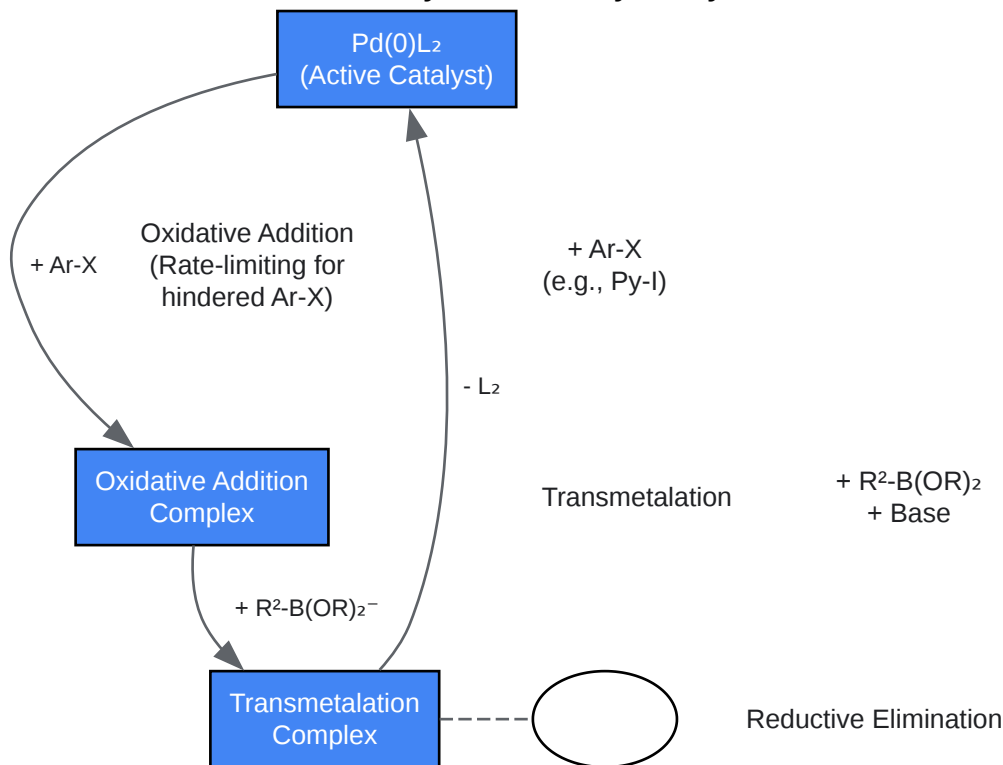 Pd(0)L₂
(Active Catalyst)
Oxidative Addition
(Rate-limiting for
hindered Ar-X)
+ Ar-X
+ Ar-X
(e.g., Py-I)
- L₂
Oxidative Addition
Complex
Transmetalation
+ R²-B(OR)₂
+ Base
+ R²-B(OR)₂⁻
Transmetalation
Complex
Reductive Elimination